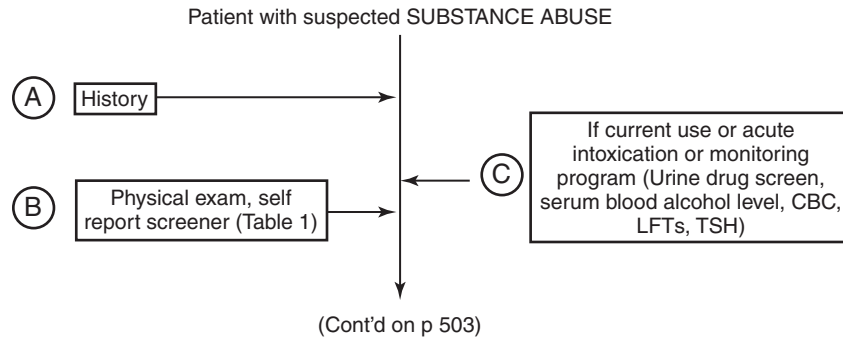 Patient with suspected SUBSTANCE ABUSE
A
History
If current use or acute
intoxication or monitoring
program (Urine drug screen,
serum blood alcohol level, CBC,
LFTs, TSH)
C
B
Physical exam, self
report screener (Table 1)
(Cont'd on p 503)